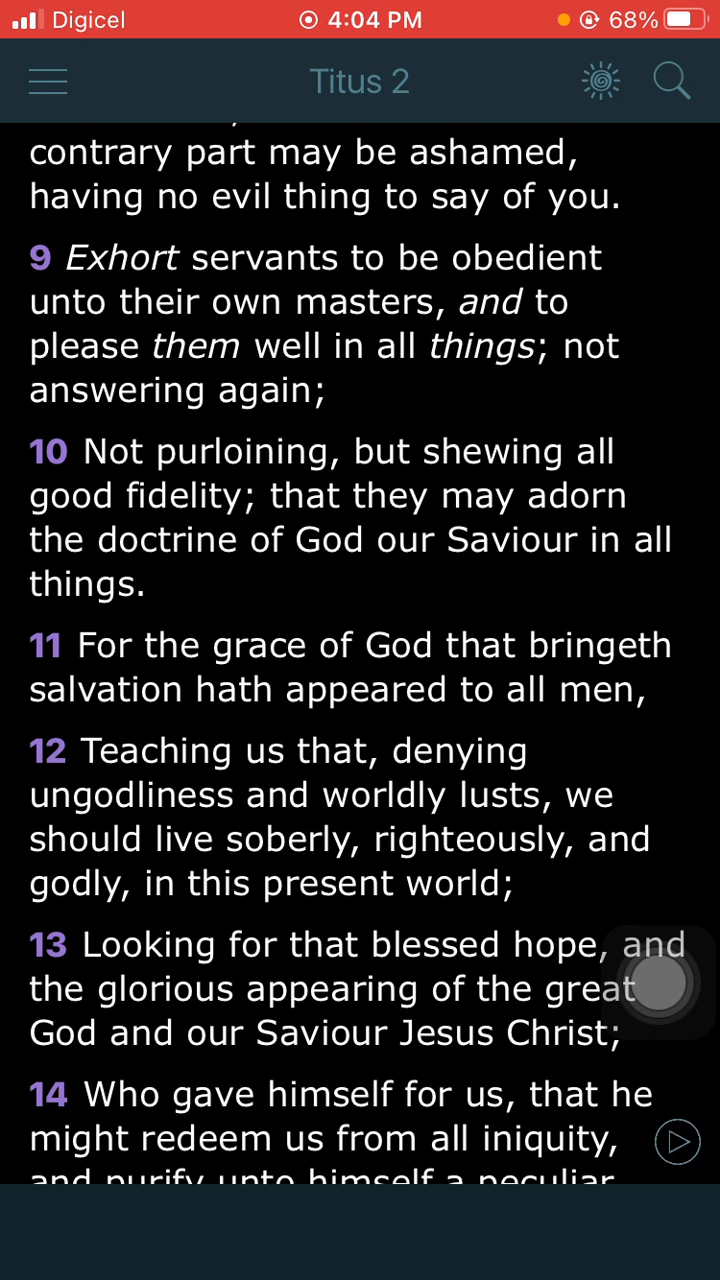 Digicel 4:04 PM 68%
Titus 2
contrary part may be ashamed,
having no evil thing to say of you.
9 Exhort servants to be obedient
unto their own masters, and to
please them well in all things; not
answering again;
10 Not purloining, but shewing all
good fidelity; that they may adorn
the doctrine of God our Saviour in all
things.
11 For the grace of God that bringeth
salvation hath appeared to all men,
12 Teaching us that, denying
ungodliness and worldly lusts, we
should live soberly, righteously, and
godly, in this present world;
13 Looking for that blessed hope, and
the glorious appearing of the great
God and our Saviour Jesus Christ;
14 Who gave himself for us, that he
might redeem us from all iniquity,
and purify unto himself a peculiar